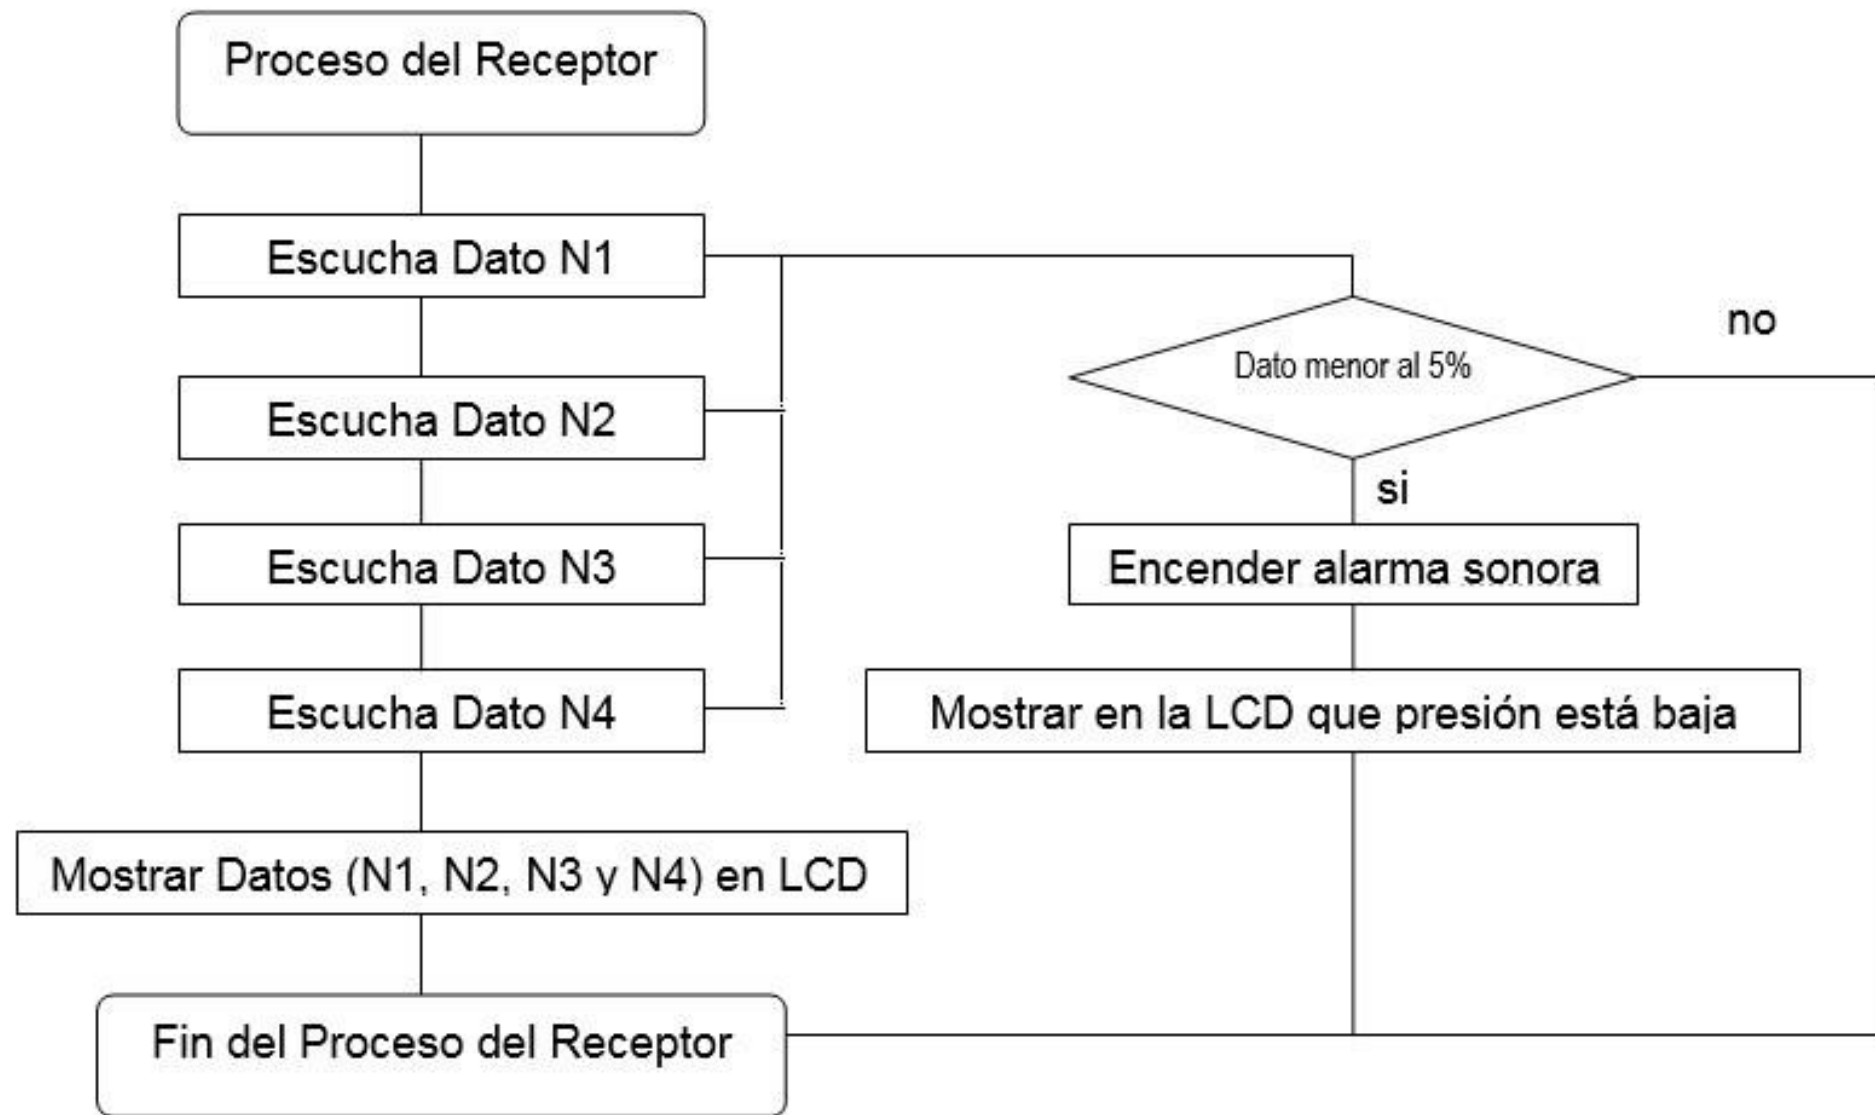 Proceso del Receptor
Escucha Dato N1
Escucha Dato N2
Escucha Dato N3
Escucha Dato N4
Mostrar Datos (N1, N2, N3 y N4) en LCD
Fin del Proceso del Receptor
Dato menor al 5%
no
si
Encender alarma sonora
Mostrar en la LCD que presión está baja